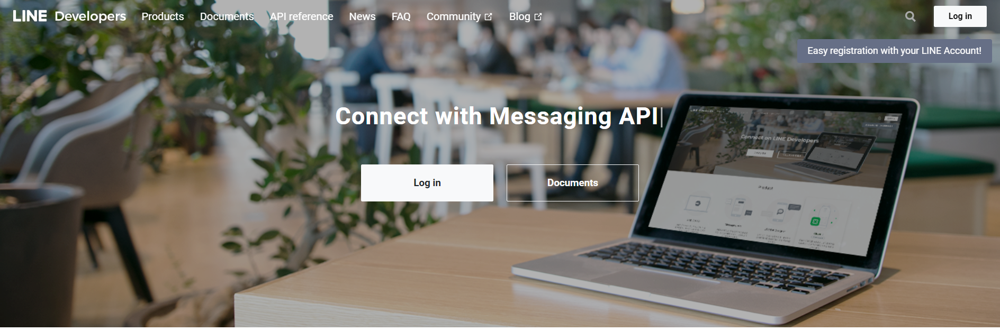 LINE Developers Products Documents API reference News FAQ Community Blog Log in
Easy registration with your LINE Account!
Connect with Messaging API
Log in Documents
Connect on LINE Developers
Product